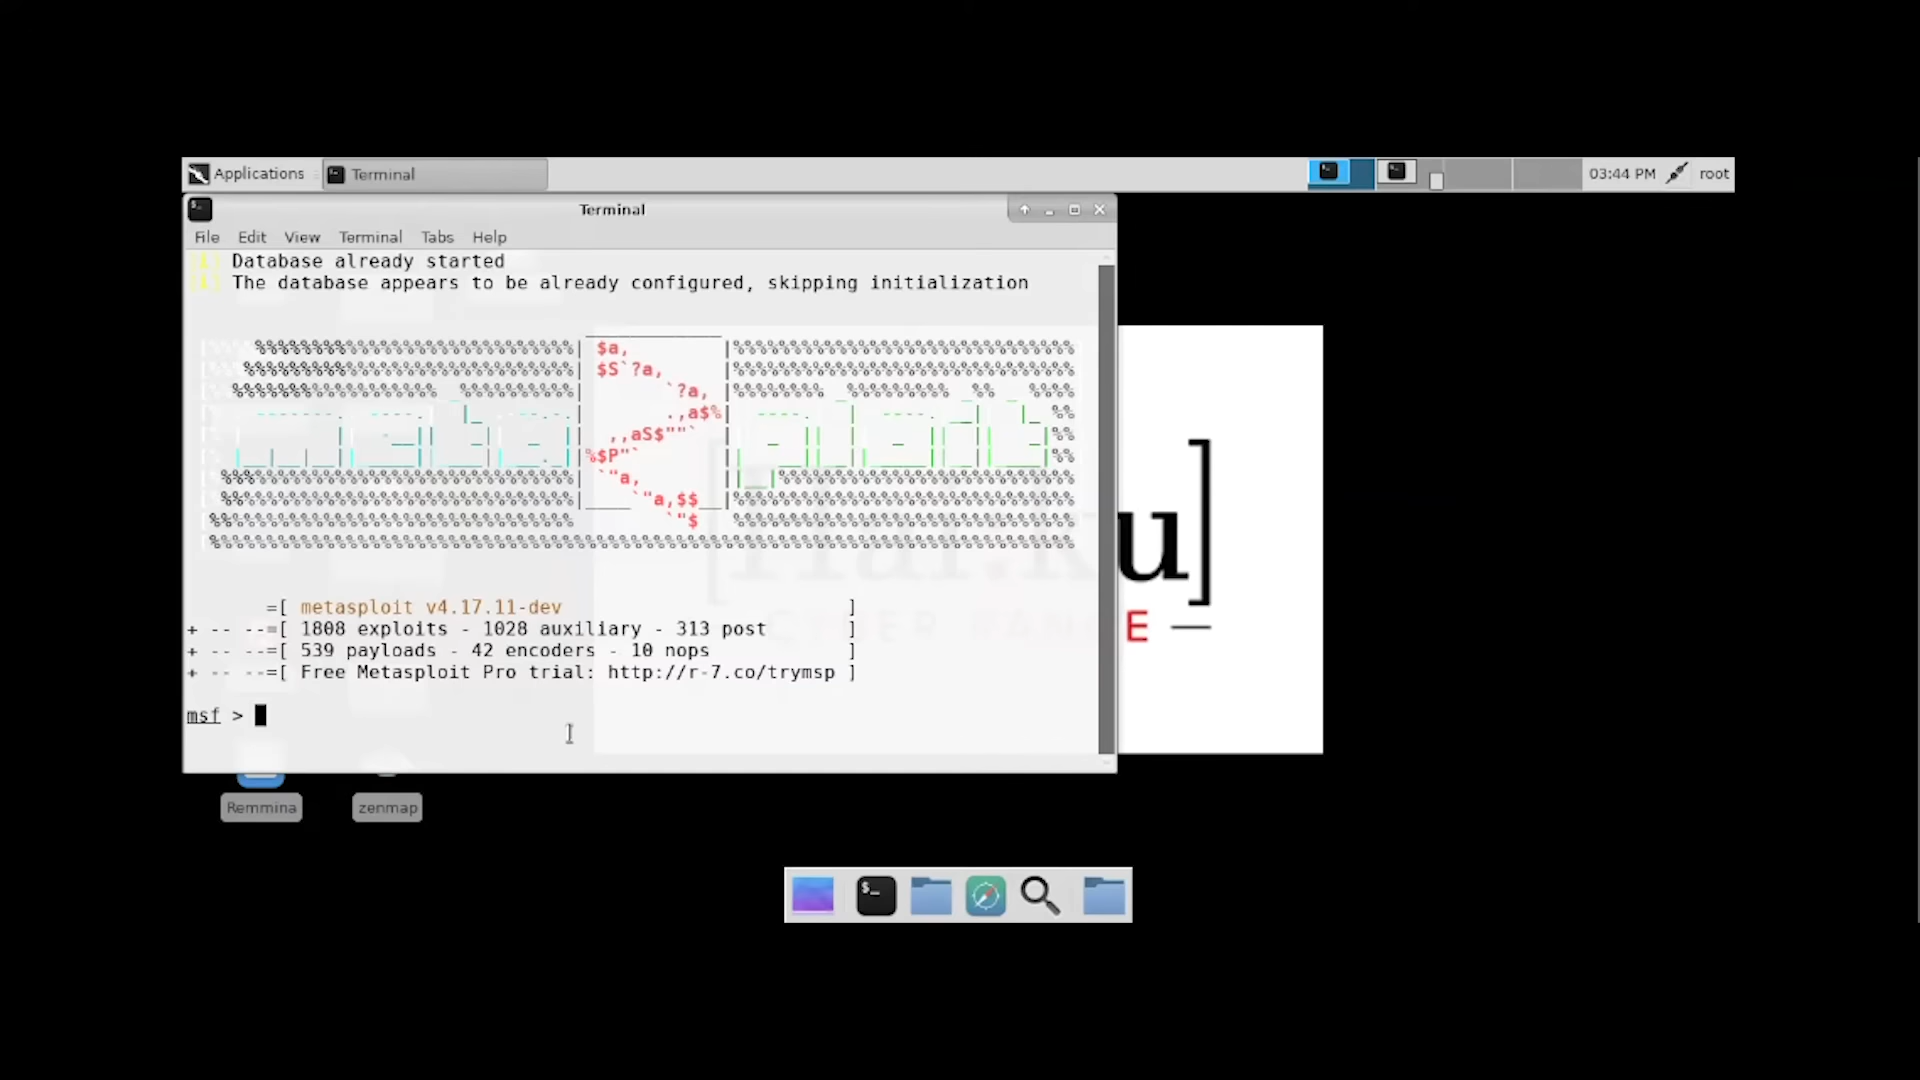 Applications
Terminal
03:44 PM
root
Terminal
File Edit View Terminal Tabs Help
[i] Database already started
[i] The database appears to be already configured, skipping initialization
=[ metasploit v4.17.11-dev ]
+ -- --=[ 1808 exploits - 1028 auxiliary - 313 post ]
+ -- --=[ 539 payloads - 42 encoders - 10 nops ]
+ -- --=[ Free Metasploit Pro trial: http://r-7.co/trymsp ]
msf >
u]
E
Remmina
zenmap